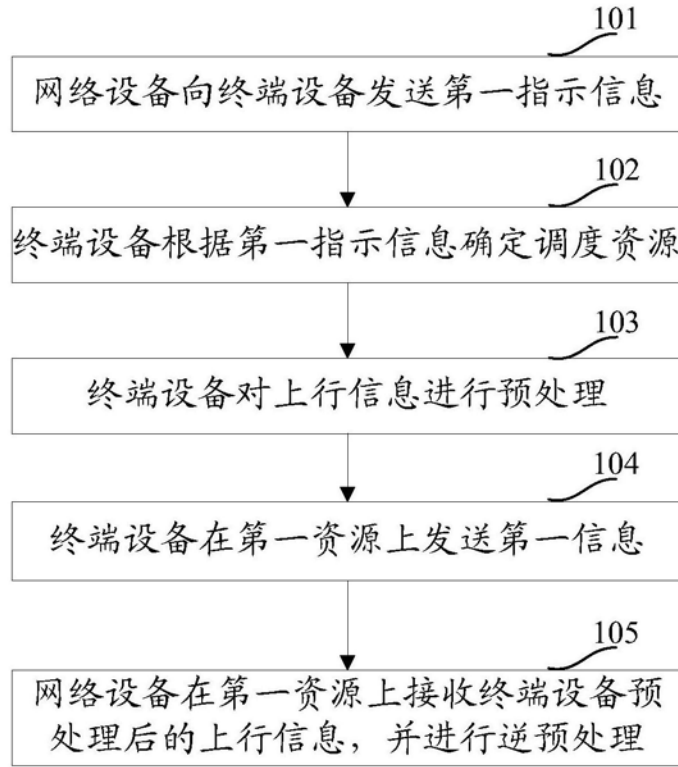 101
网络设备向终端设备发送第一指示信息
102
终端设备根据第一指示信息确定调度资源
103
终端设备对上行信息进行预处理
104
终端设备在第一资源上发送第一信息
105
网络设备在第一资源上接收终端设备预
处理后的上行信息，并进行逆预处理